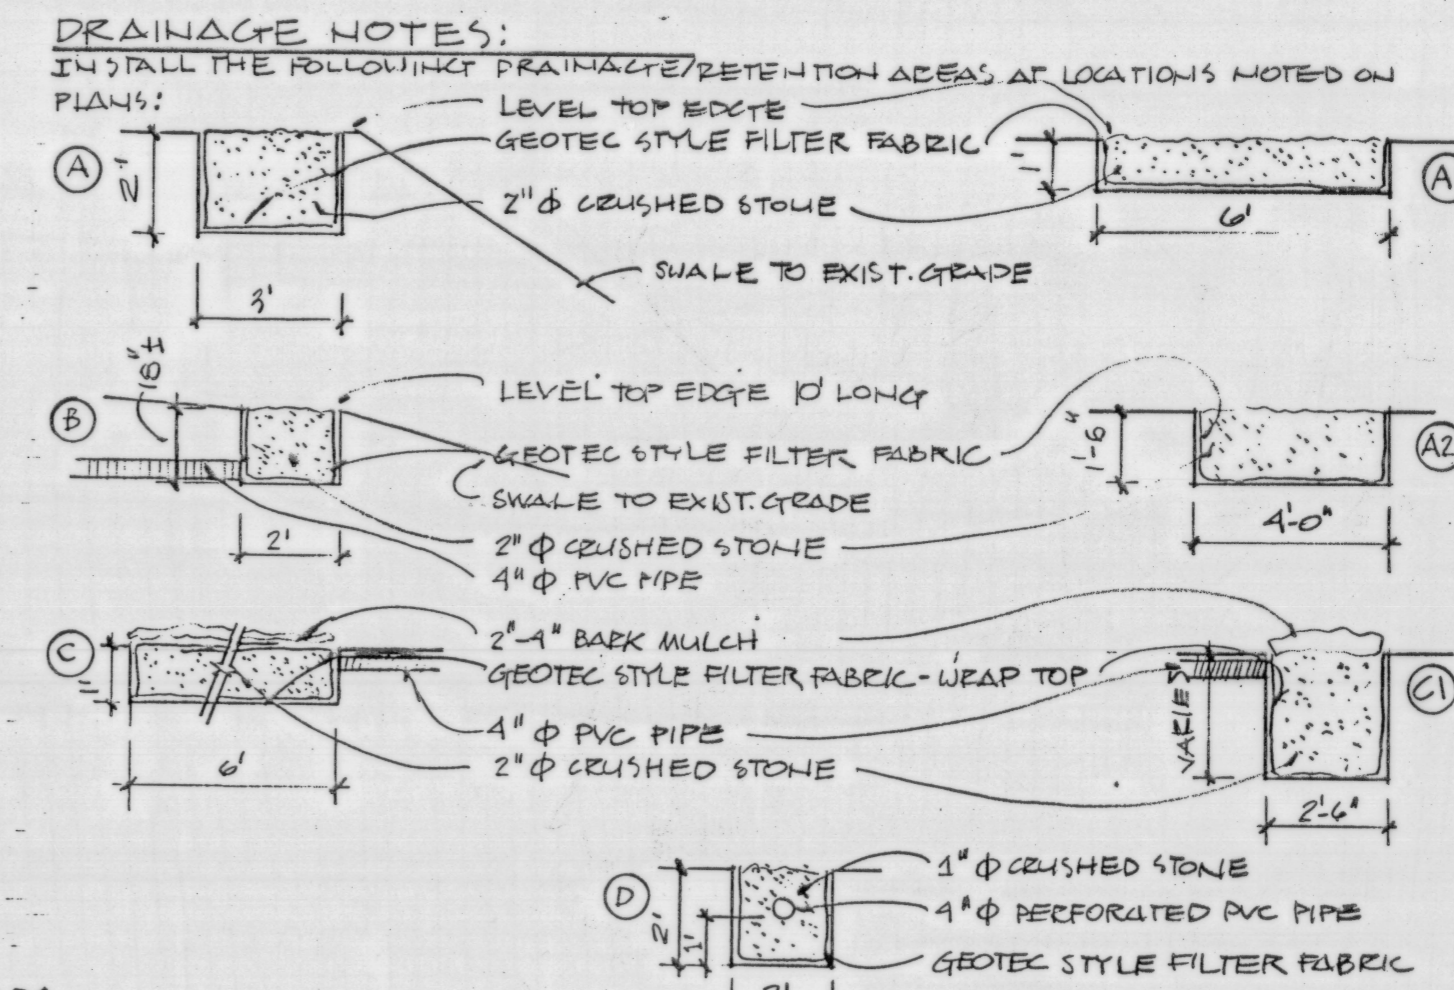 DRAINAGE NOTES:
INSTALL THE FOLLOWING DRAINAGE/RETENTION AREAS AT LOCATIONS NOTED ON
PLANS:
A
2'
3'
LEVEL TOP EDGE
GEOTEC STYLE FILTER FABRIC
2" Φ CRUSHED STONE
SWALE TO EXIST. GRADE
1'
6'
A
B
18" ±
2'
LEVEL TOP EDGE 10' LONG
GEOTEC STYLE FILTER FABRIC
SWALE TO EXIST. GRADE
2" Φ CRUSHED STONE
4" Φ PVC PIPE
1'-6"
4'-0"
A2
C
1'
6'
2"-4" BARK MULCH
GEOTEC STYLE FILTER FABRIC - WRAP TOP
4" Φ PVC PIPE
2" Φ CRUSHED STONE
VARIES
2'-6"
C1
D
2'
1'
1" Φ CRUSHED STONE
4" Φ PERFORATED PVC PIPE
GEOTEC STYLE FILTER FABRIC